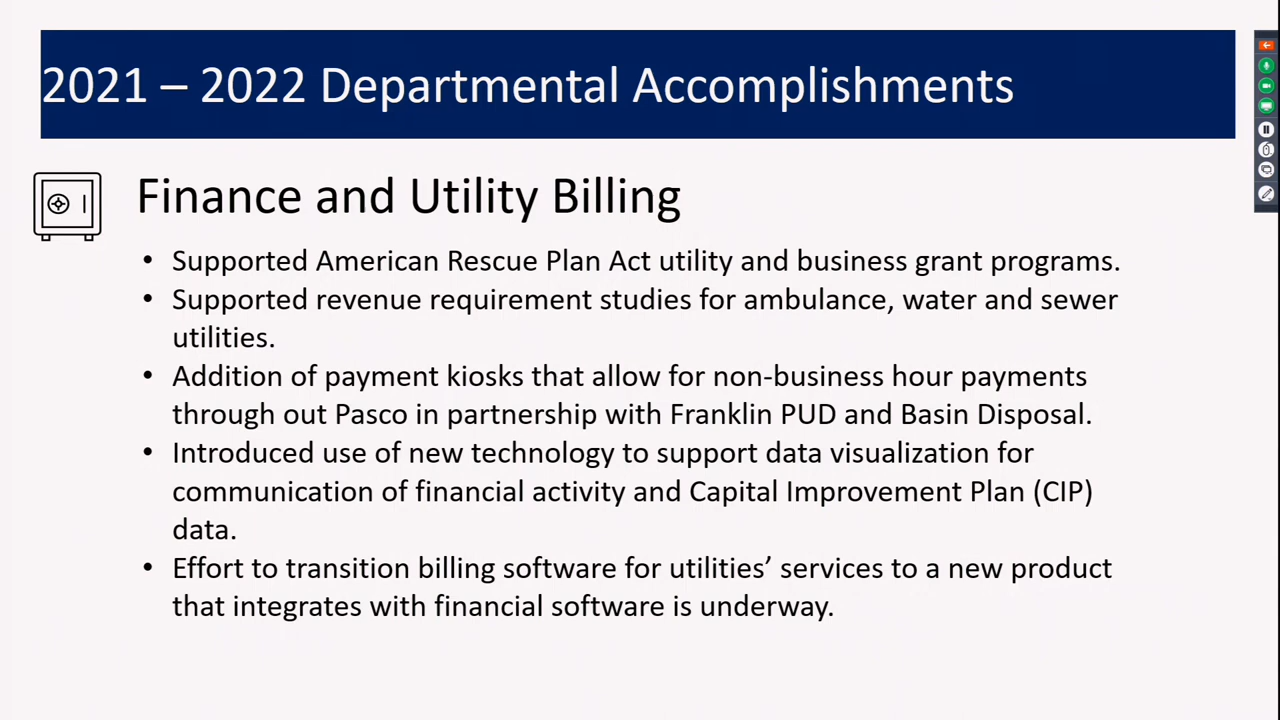 2021 – 2022 Departmental Accomplishments
Finance and Utility Billing
• Supported American Rescue Plan Act utility and business grant programs.
• Supported revenue requirement studies for ambulance, water and sewer
utilities.
• Addition of payment kiosks that allow for non-business hour payments
through out Pasco in partnership with Franklin PUD and Basin Disposal.
• Introduced use of new technology to support data visualization for
communication of financial activity and Capital Improvement Plan (CIP)
data.
• Effort to transition billing software for utilities’ services to a new product
that integrates with financial software is underway.